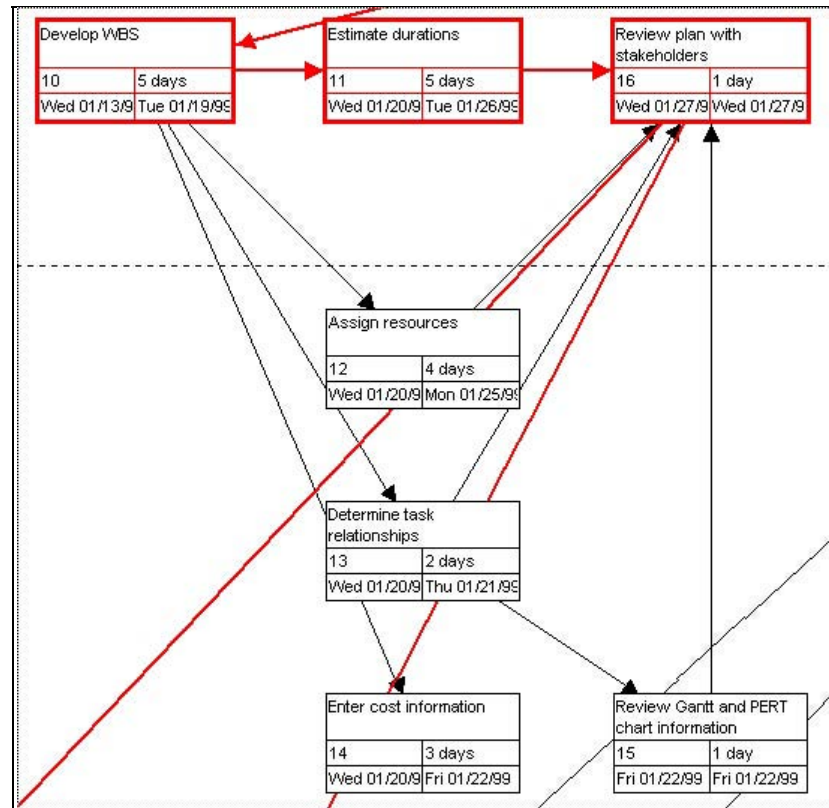 Develop WBS
10 5 days
Wed 01/13/9 Tue 01/19/99
Estimate durations
11 5 days
Wed 01/20/9 Tue 01/26/99
Review plan with
stakeholders
16 1 day
Wed 01/27/9 Wed 01/27/9
Assign resources
12 4 days
Wed 01/20/9 Mon 01/25/99
Determine task
relationships
13 2 days
Wed 01/20/9 Thu 01/21/99
Enter cost information
14 3 days
Wed 01/20/9 Fri 01/22/99
Review Gantt and PERT
chart information
15 1 day
Fri 01/22/99 Fri 01/22/99